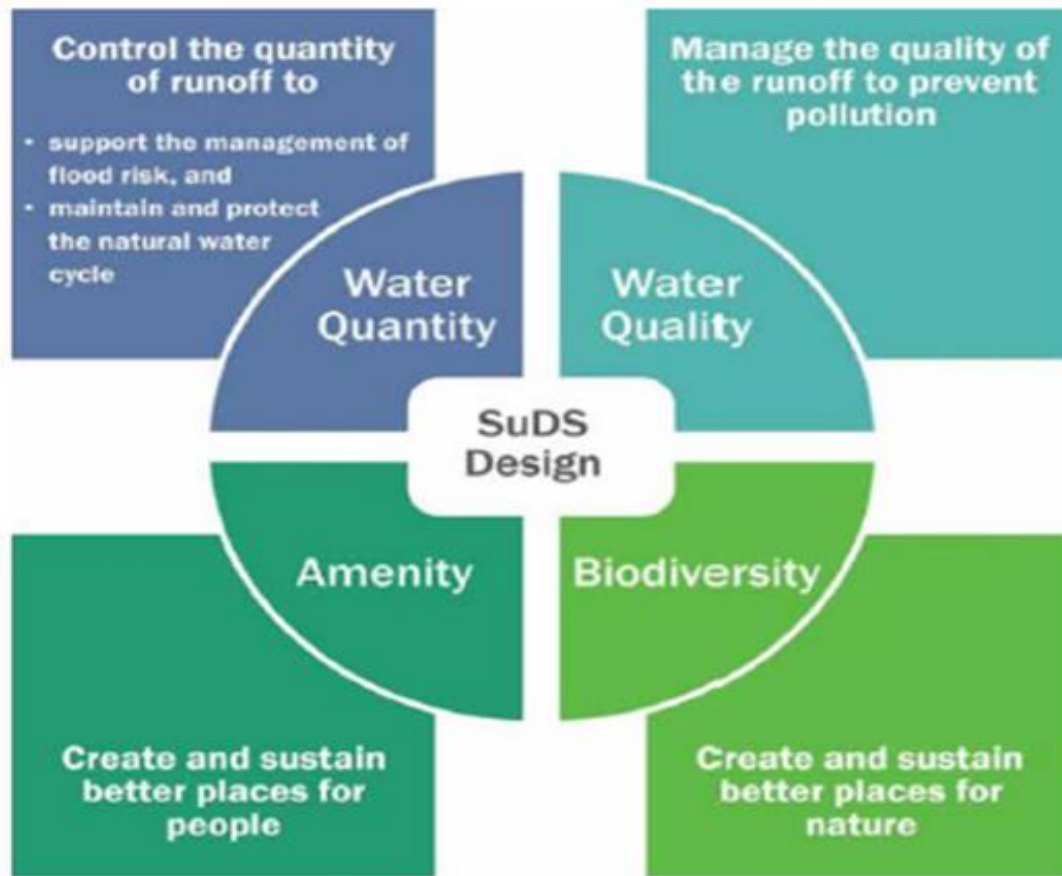 Control the quantity
of runoff to
• support the management of
flood risk, and
• maintain and protect
the natural water
cycle
Manage the quality of
the runoff to prevent
pollution
Water
Quantity
Water
Quality
SuDS
Design
Amenity
Biodiversity
Create and sustain
better places for
people
Create and sustain
better places for
nature